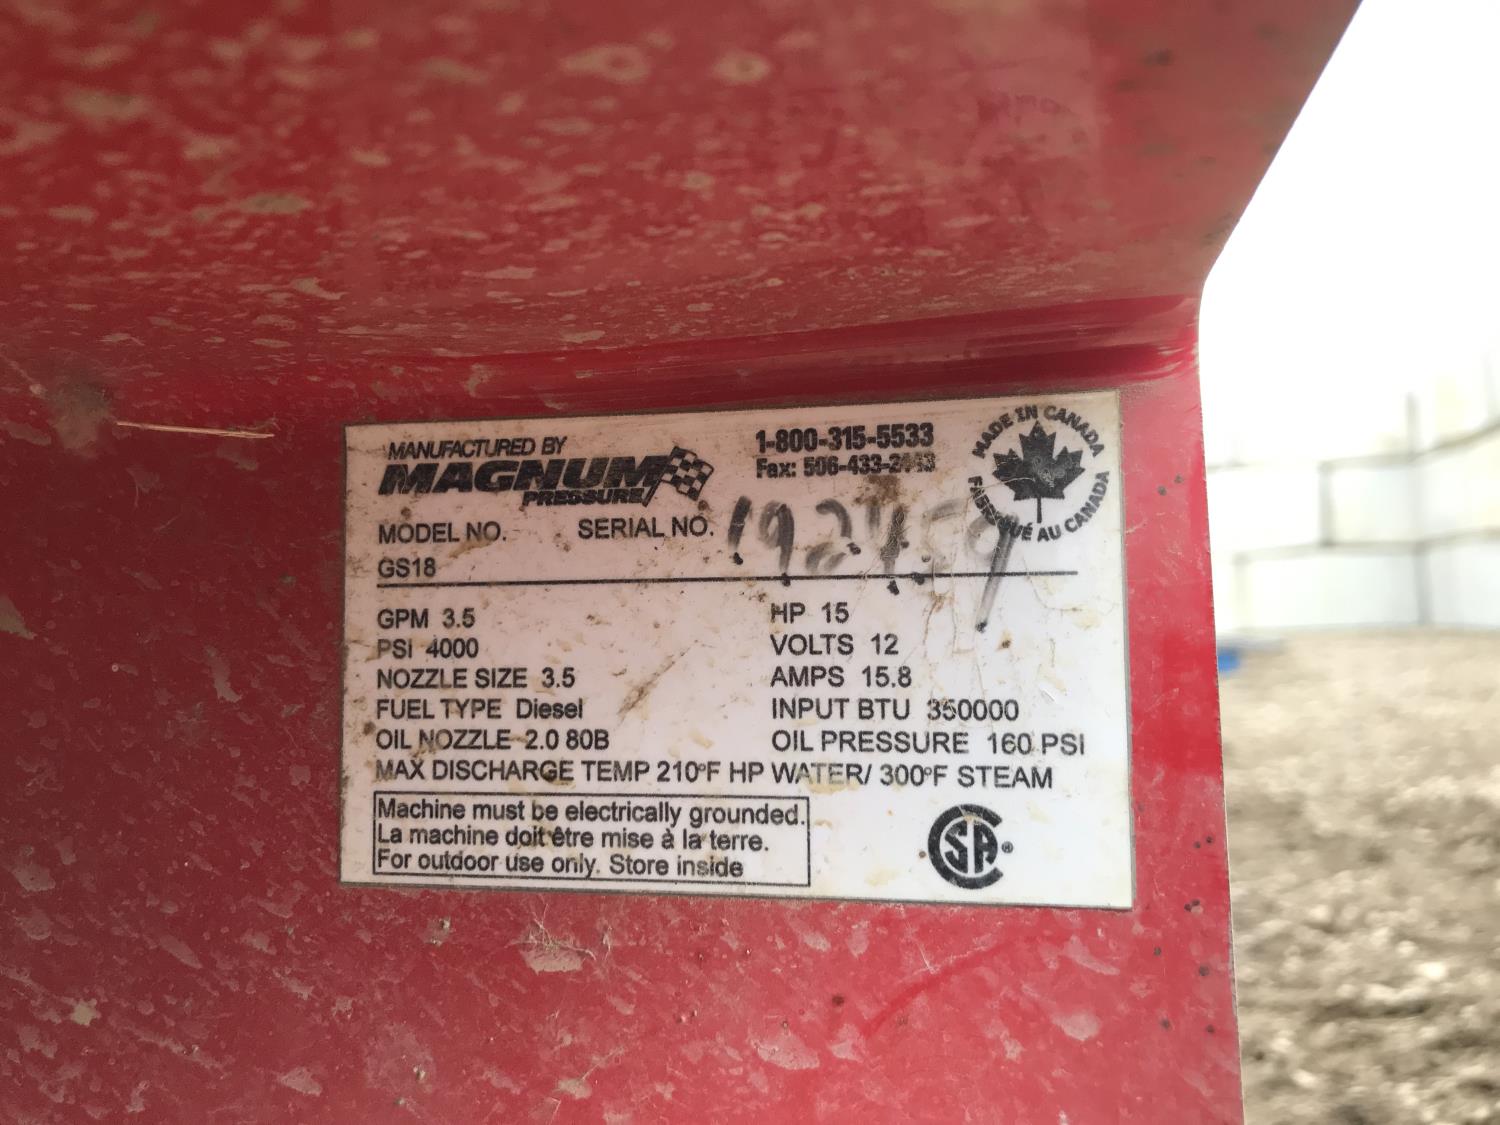 MANUFACTURED BY
MAGNUM
PRESSURE
1-800-315-5533
Fax: 506-433-2443
MADE IN CANADA
FABRIQUÉ AU CANADA
MODEL NO. SERIAL NO.
GS18
GPM 3.5 HP 15
PSI 4000 VOLTS 12
NOZZLE SIZE 3.5 AMPS 15.8
FUEL TYPE Diesel INPUT BTU 350000
OIL NOZZLE 2.0 80B OIL PRESSURE 160 PSI
MAX DISCHARGE TEMP 210°F HP WATER/ 300°F STEAM
Machine must be electrically grounded.
La machine doit être mise à la terre.
For outdoor use only. Store inside
CSA®